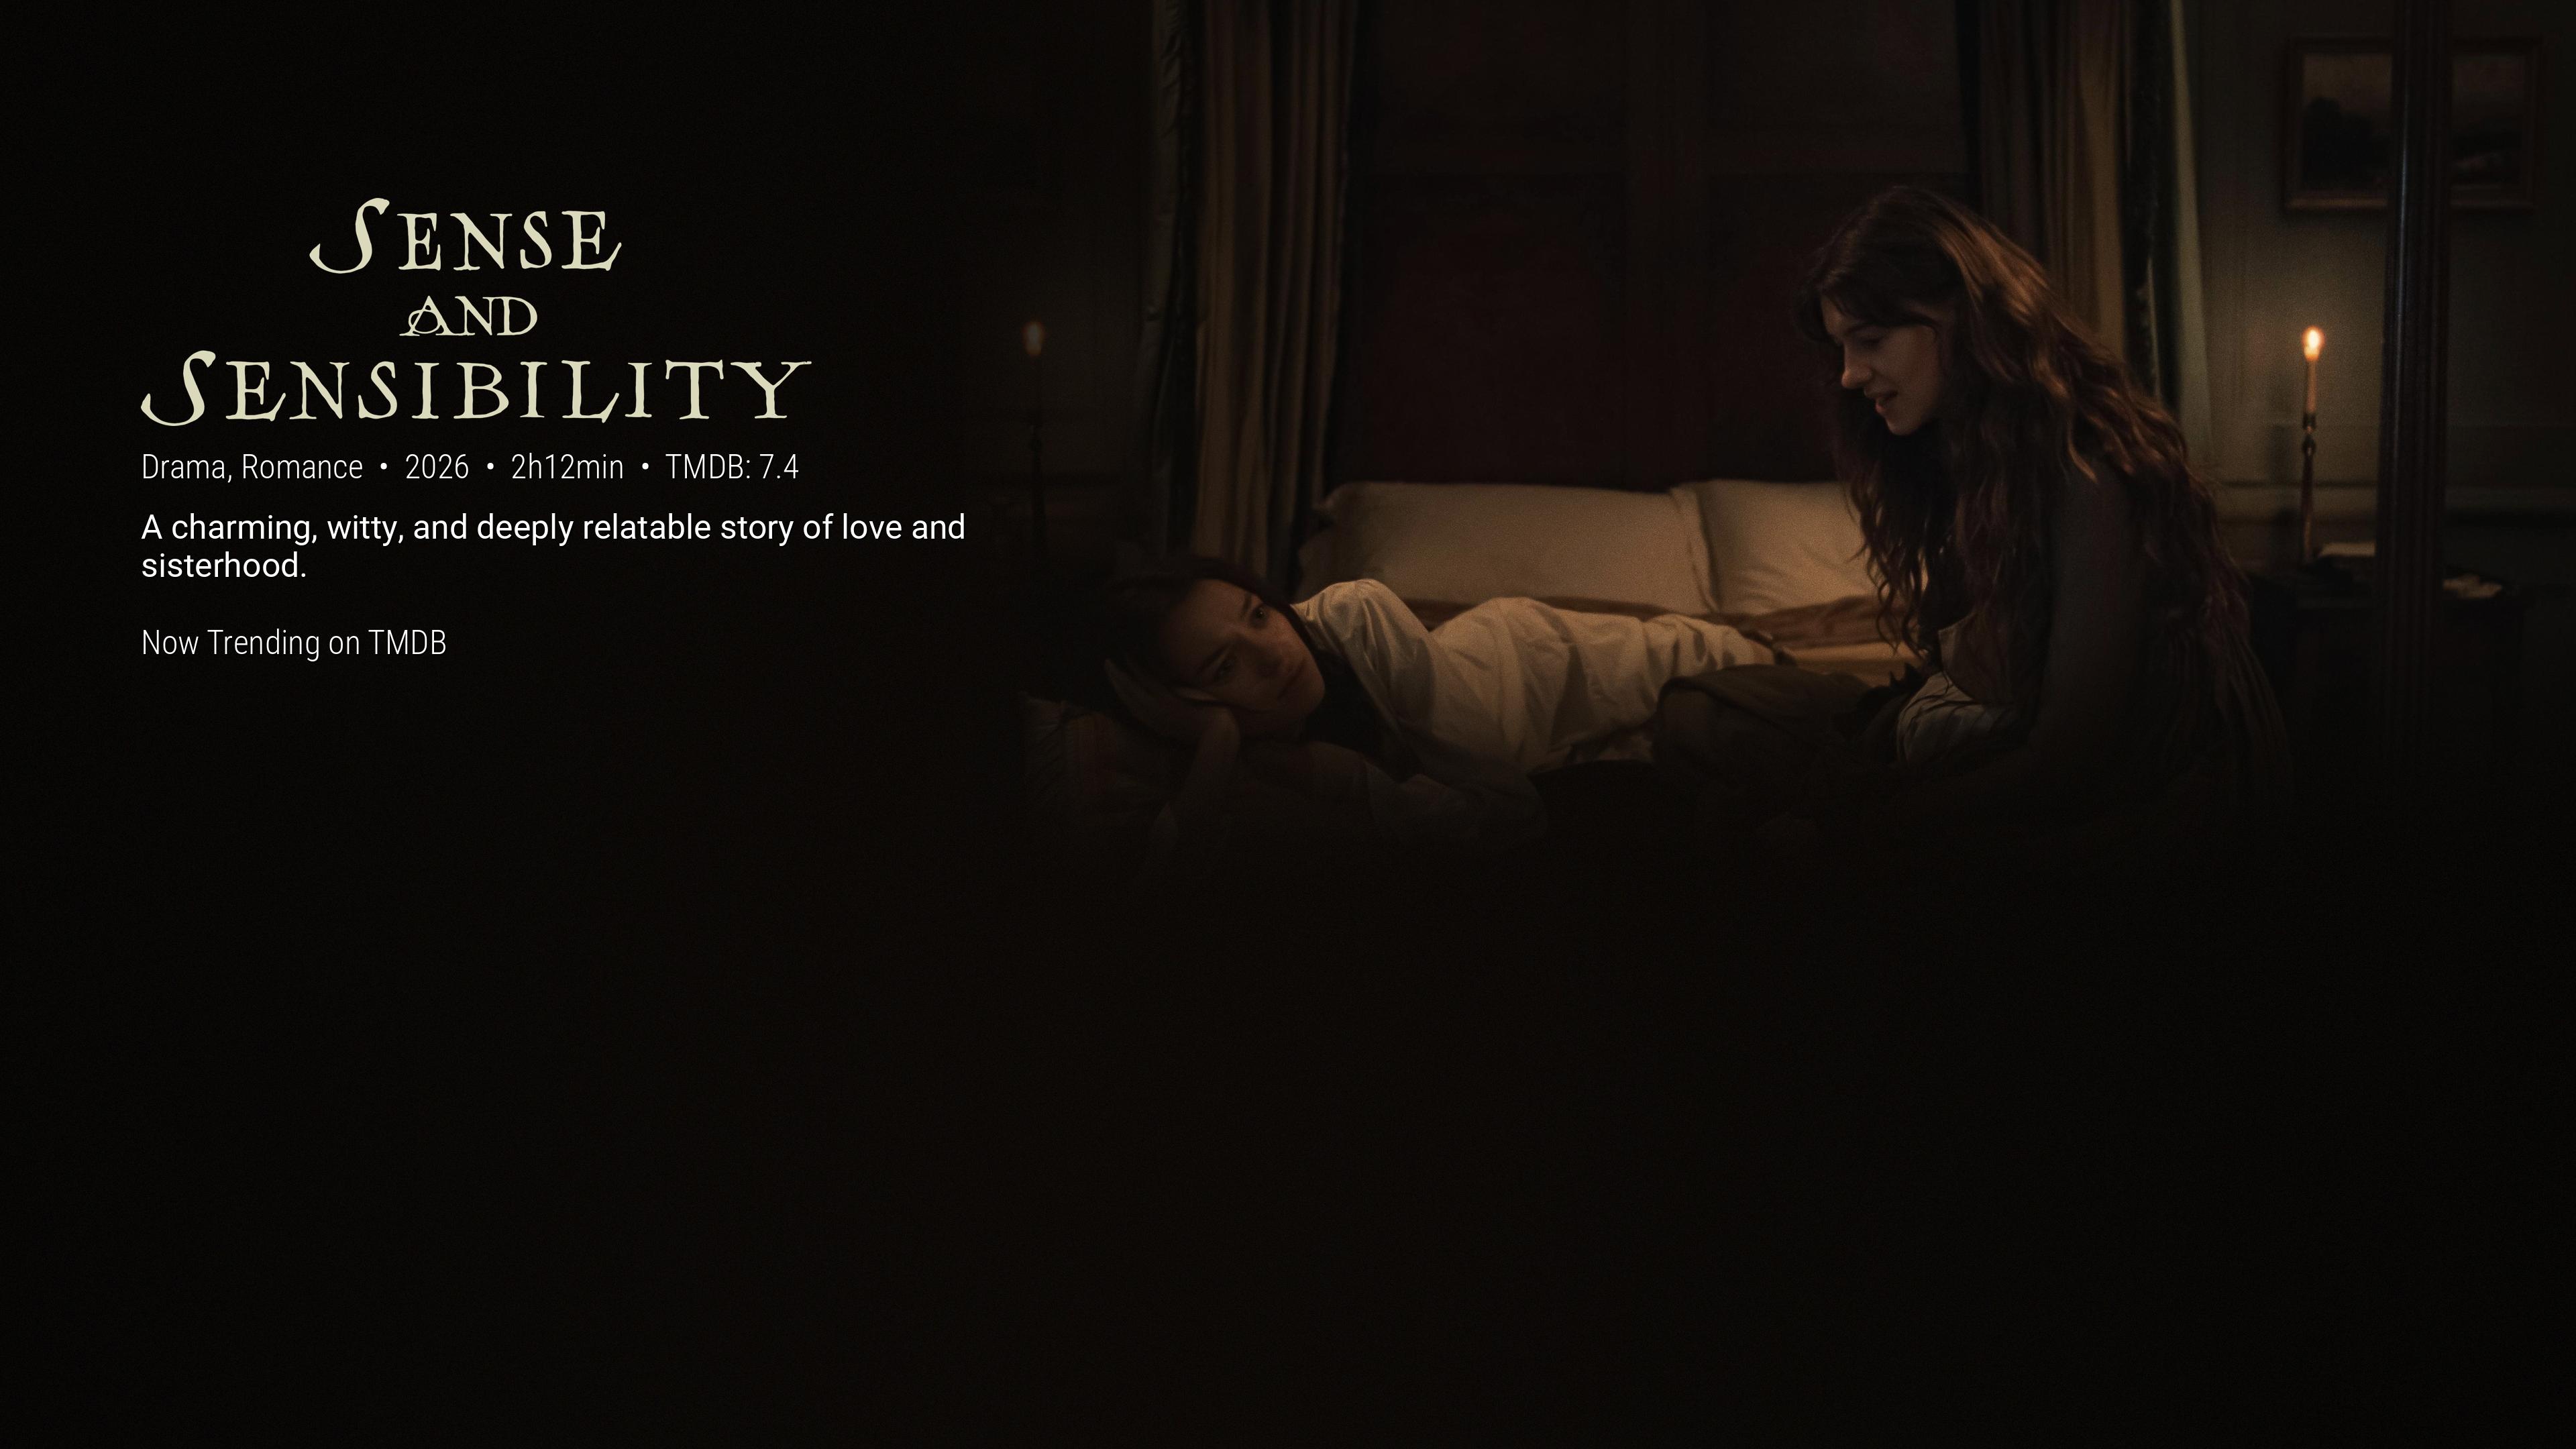 SENSE
AND
SENSIBILITY
Drama, Romance • 2026 • 2h12min • TMDB: 7.4
A charming, witty, and deeply relatable story of love and
sisterhood.
Now Trending on TMDB